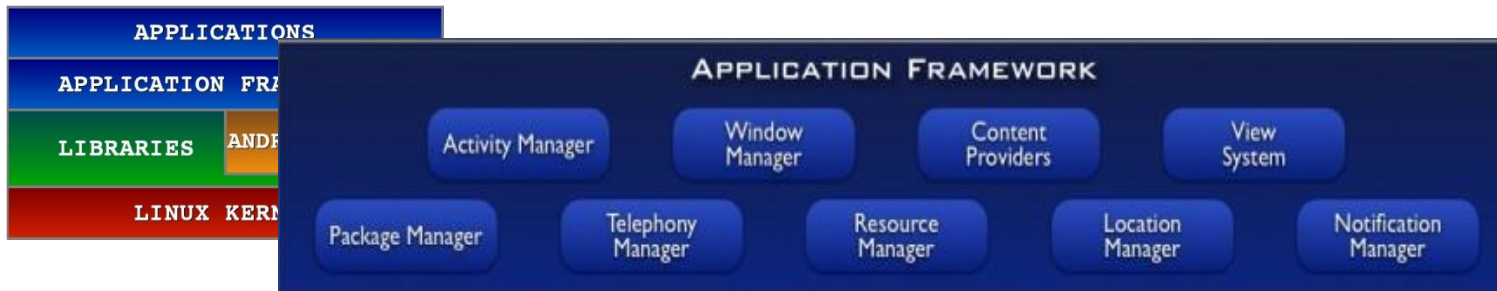 APPLICATIONS
APPLICATION FRA
LIBRARIES
ANDR
LINUX KERN
APPLICATION FRAMEWORK
Activity Manager
Window
Manager
Content
Providers
View
System
Package Manager
Telephony
Manager
Resource
Manager
Location
Manager
Notification
Manager